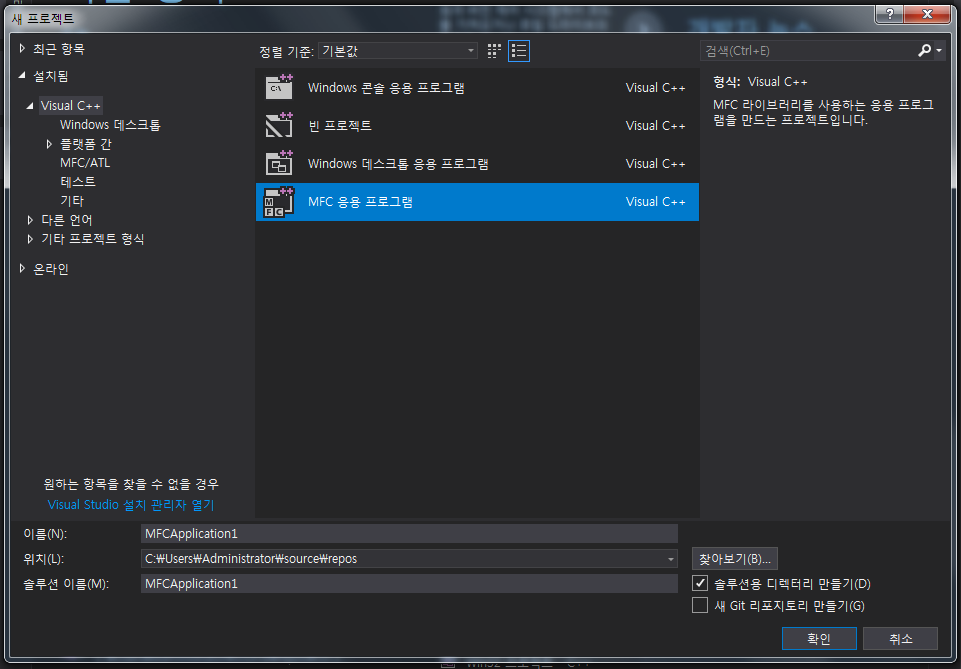 새 프로젝트
최근 항목
설치됨
Visual C++
Windows 데스크톱
플랫폼 간
MFC/ATL
테스트
기타
다른 언어
기타 프로젝트 형식
온라인
원하는 항목을 찾을 수 없을 경우
Visual Studio 설치 관리자 열기
정렬 기준: 기본값
Windows 콘솔 응용 프로그램 Visual C++
빈 프로젝트 Visual C++
Windows 데스크톱 응용 프로그램 Visual C++
MFC 응용 프로그램 Visual C++
검색(Ctrl+E)
형식: Visual C++
MFC 라이브러리를 사용하는 응용 프로그
램을 만드는 프로젝트입니다.
이름(N): MFCApplication1
위치(L): C:₩Users₩Administrator₩source₩repos
찾아보기(B)...
솔루션 이름(M): MFCApplication1
솔루션용 디렉터리 만들기(D)
새 Git 리포지토리 만들기(G)
확인 취소